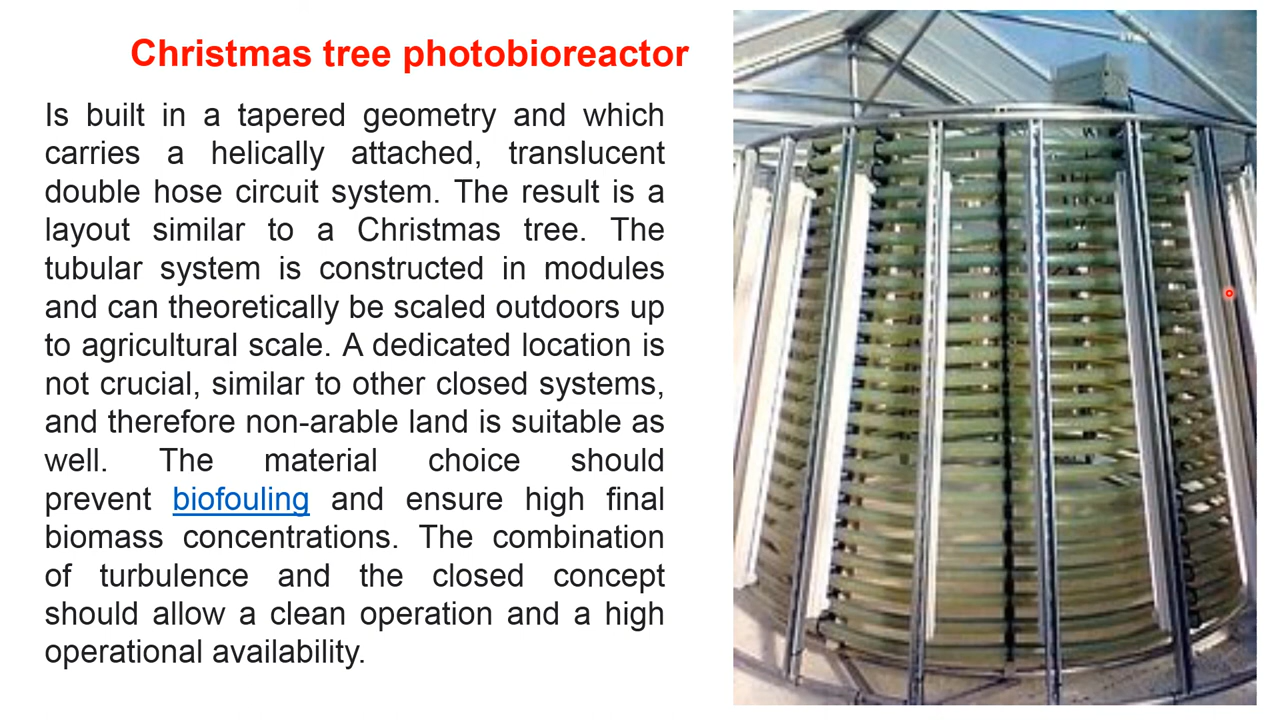 Christmas tree photobioreactor
Is built in a tapered geometry and which
carries a helically attached, translucent
double hose circuit system. The result is a
layout similar to a Christmas tree. The
tubular system is constructed in modules
and can theoretically be scaled outdoors up
to agricultural scale. A dedicated location is
not crucial, similar to other closed systems,
and therefore non-arable land is suitable as
well. The material choice should
prevent biofouling and ensure high final
biomass concentrations. The combination
of turbulence and the closed concept
should allow a clean operation and a high
operational availability.